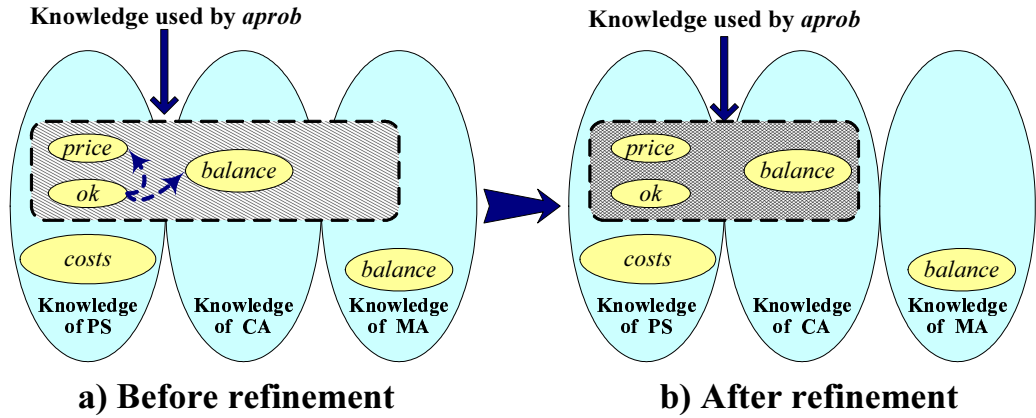 Knowledge used by aprob
price
ok
balance
costs
balance
Knowledge of PS
Knowledge of CA
Knowledge of MA
a) Before refinement
Knowledge used by aprob
price
ok
balance
costs
balance
Knowledge of PS
Knowledge of CA
Knowledge of MA
b) After refinement